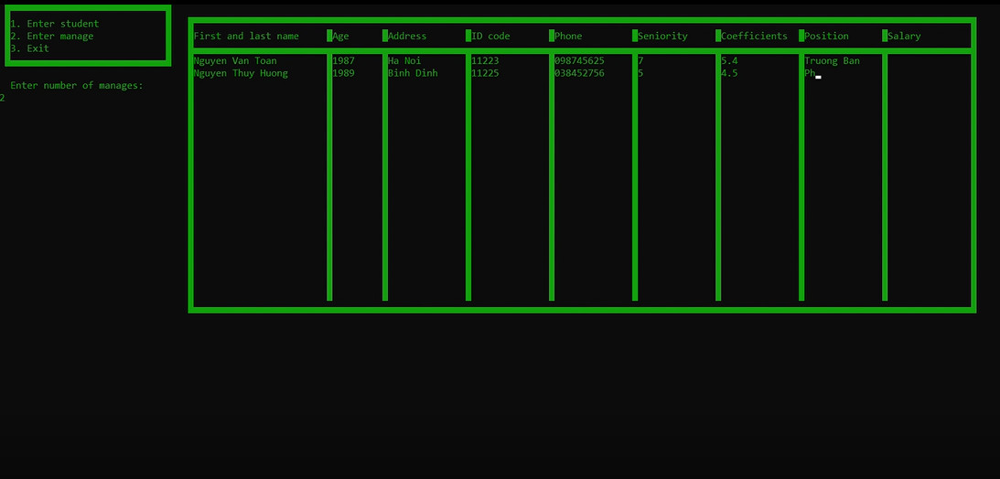 1. Enter student
2. Enter manage
3. Exit
Enter number of manages:
2
First and last name Age Address ID code Phone Seniority Coefficients Position Salary
Nguyen Van Toan 1987 Ha Noi 11223 098745625 7 5.4 Truong Ban
Nguyen Thuy Huong 1989 Binh Dinh 11225 038452756 5 4.5 Ph